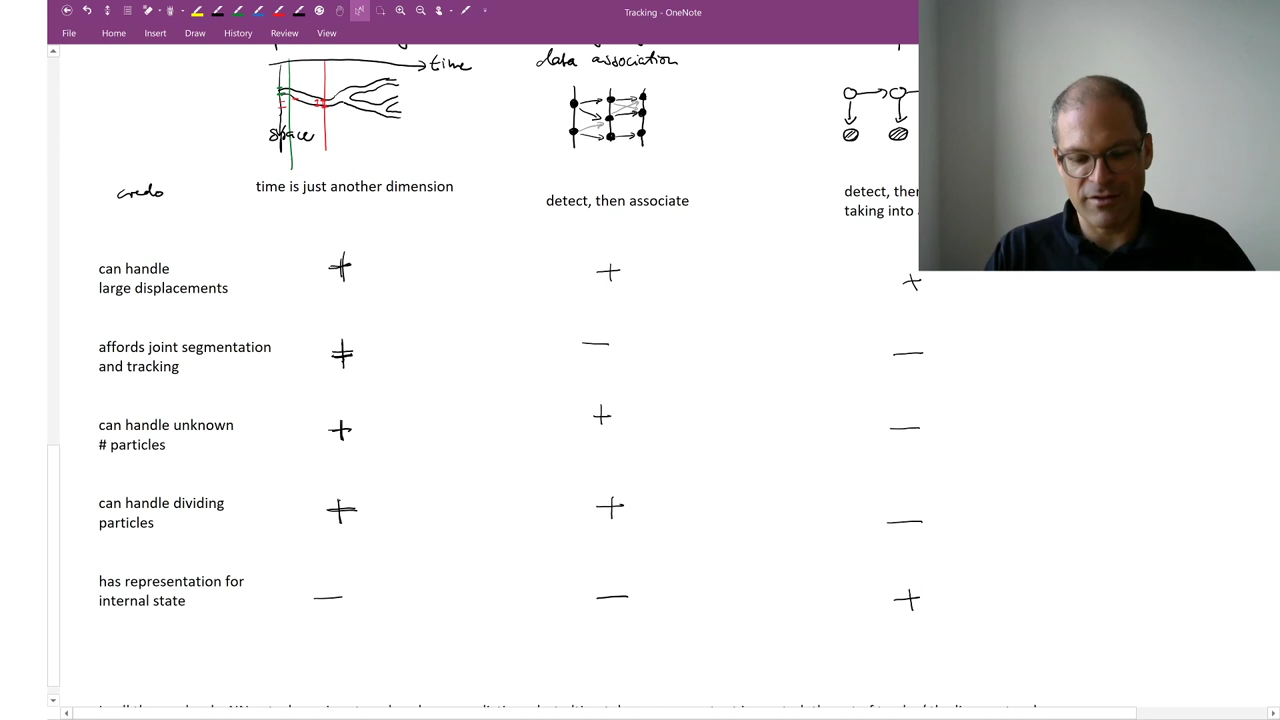 Tracking - OneNote
File Home Insert Draw History Review View
time
data association
space
credo
time is just another dimension
detect, then associate
detect, then
taking into
can handle
large displacements
+ + +
affords joint segmentation
and tracking
+ — —
can handle unknown
# particles
+ + —
can handle dividing
particles
+ + —
has representation for
internal state
— — +